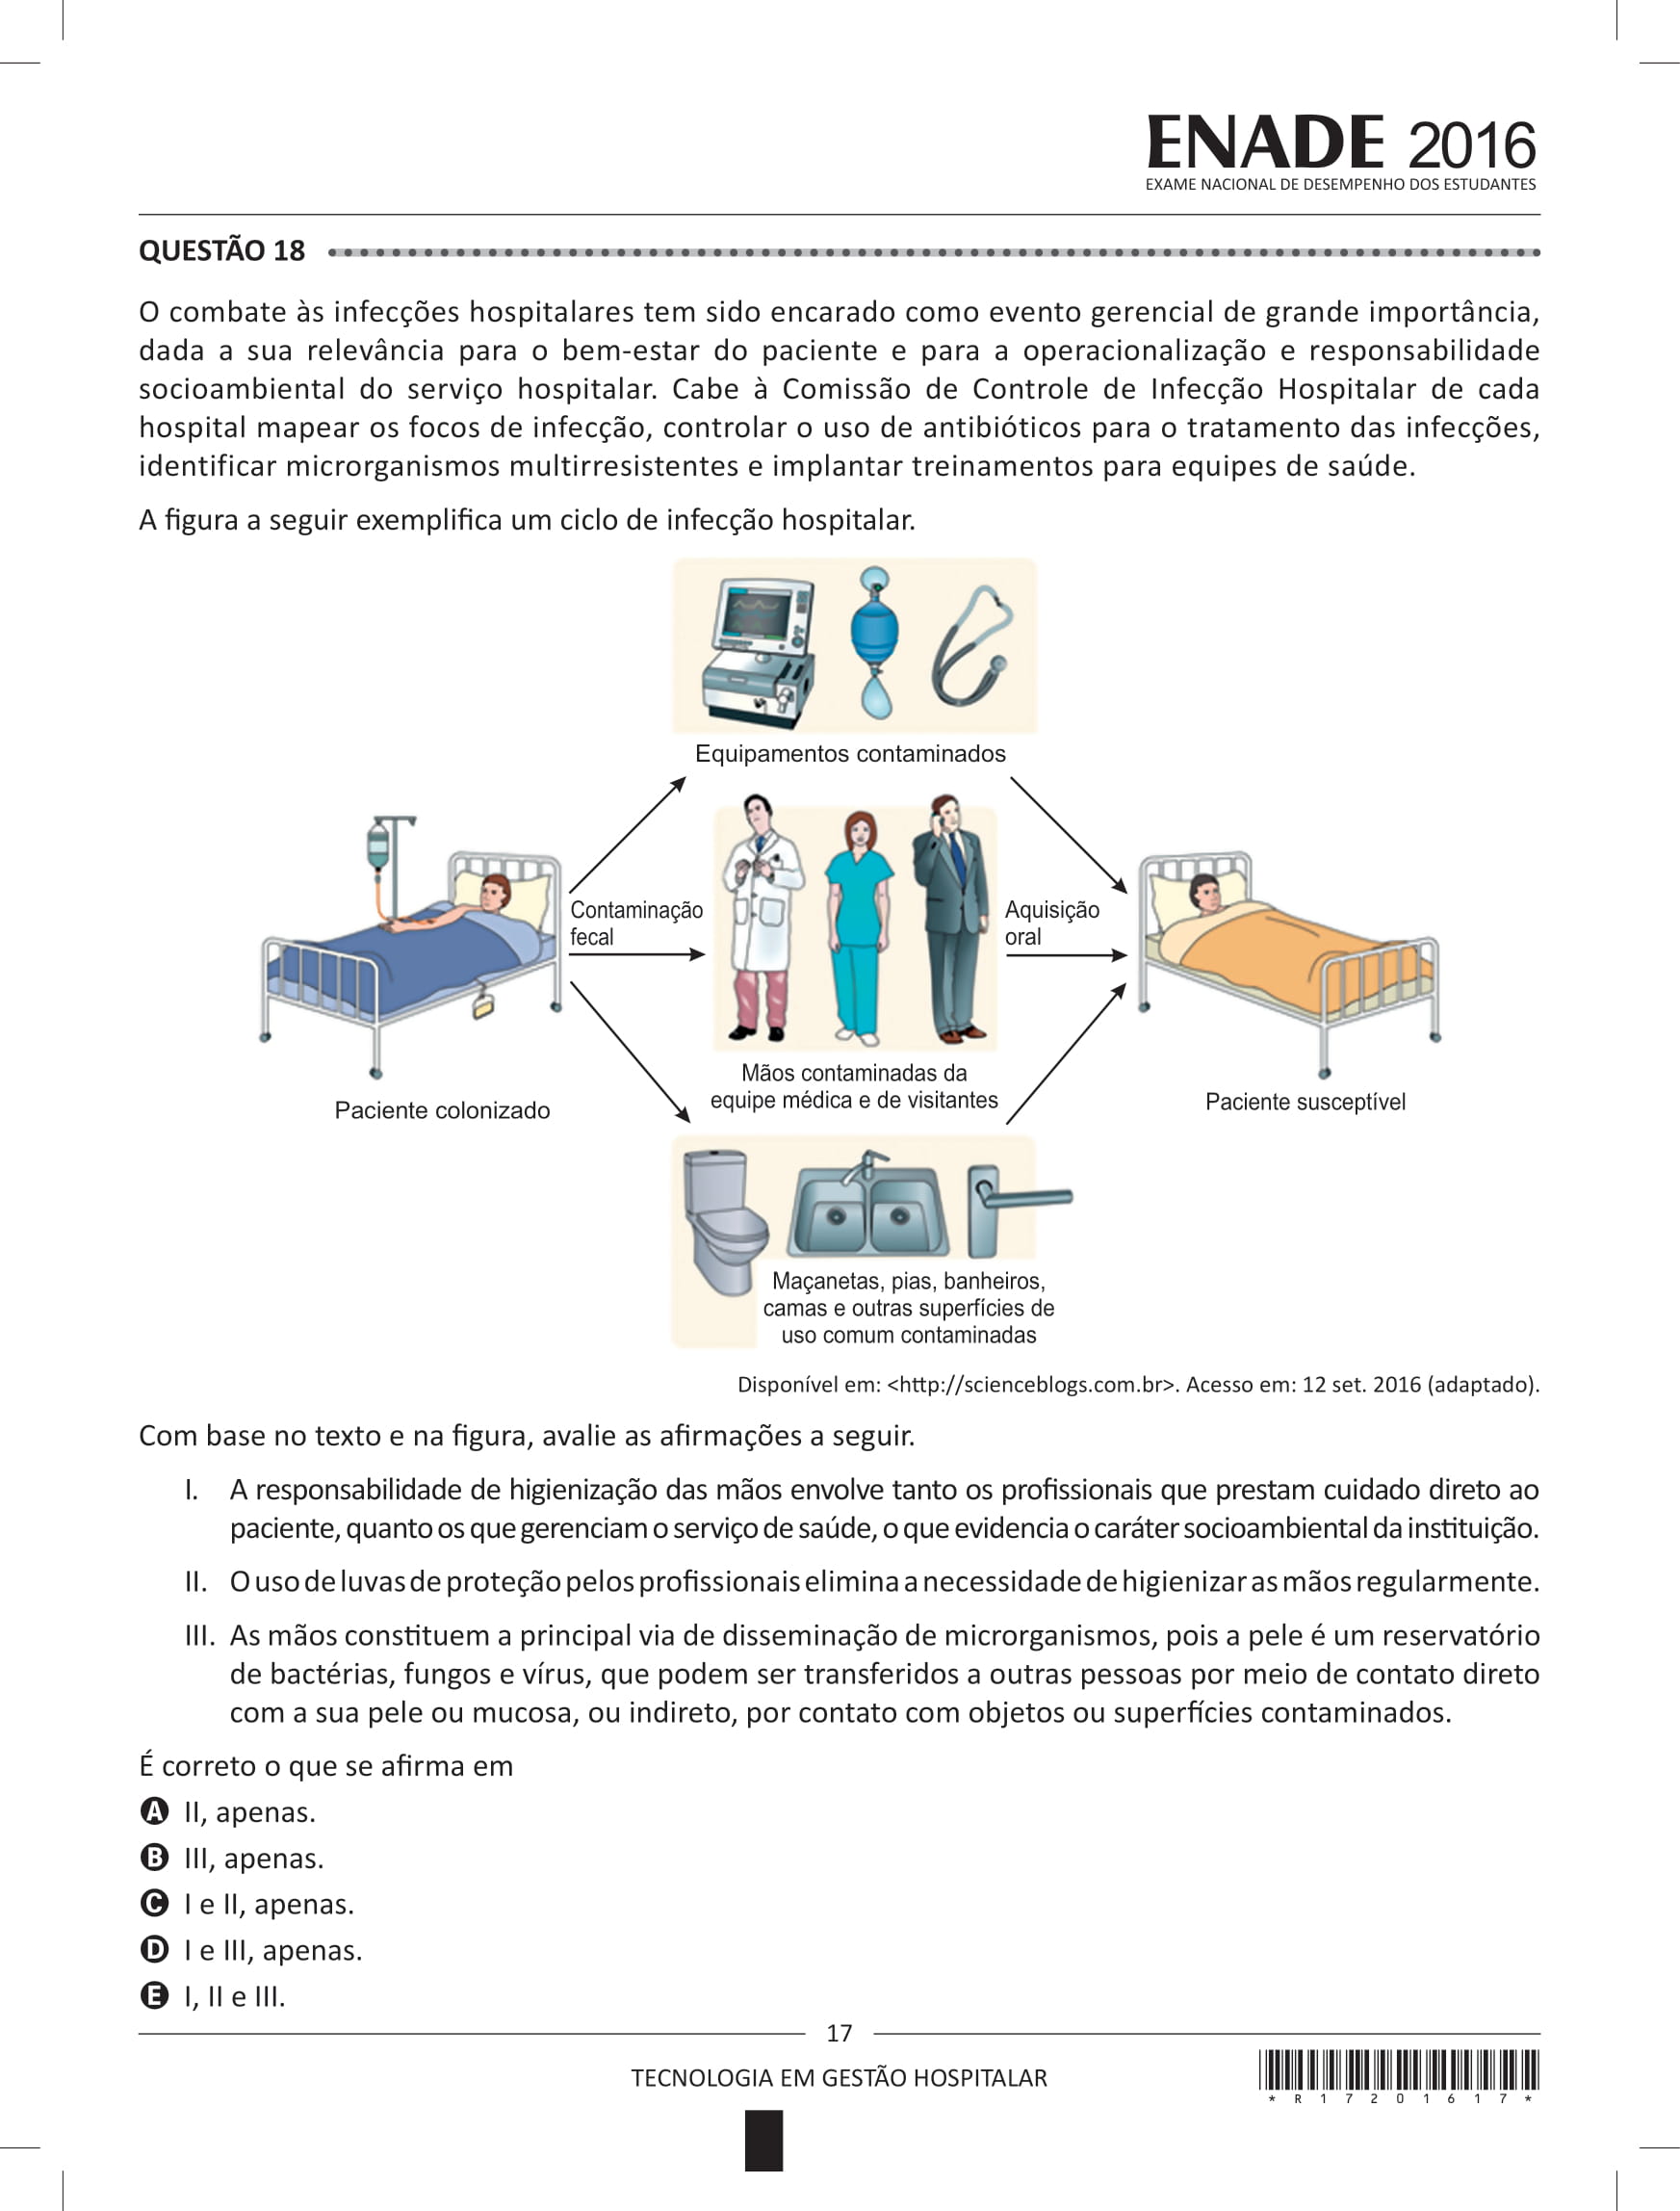 ENADE 2016
EXAME NACIONAL DE DESEMPENHO DOS ESTUDANTES
QUESTÃO 18
O combate às infecções hospitalares tem sido encarado como evento gerencial de grande importância,
dada a sua relevância para o bem-estar do paciente e para a operacionalização e responsabilidade
socioambiental do serviço hospitalar. Cabe à Comissão de Controle de Infecção Hospitalar de cada
hospital mapear os focos de infecção, controlar o uso de antibióticos para o tratamento das infecções,
identificar microrganismos multirresistentes e implantar treinamentos para equipes de saúde.
A figura a seguir exemplifica um ciclo de infecção hospitalar.
Equipamentos contaminados
Contaminação
fecal
Aquisição
oral
Mãos contaminadas da
equipe médica e de visitantes
Paciente colonizado
Paciente susceptível
Maçanetas, pias, banheiros,
camas e outras superfícies de
uso comum contaminadas
Disponível em: <http://scienceblogs.com.br>. Acesso em: 12 set. 2016 (adaptado).
Com base no texto e na figura, avalie as afirmações a seguir.
I. A responsabilidade de higienização das mãos envolve tanto os profissionais que prestam cuidado direto ao
paciente, quanto os que gerenciam o serviço de saúde, o que evidencia o caráter socioambiental da instituição.
II. O uso de luvas de proteção pelos profissionais elimina a necessidade de higienizar as mãos regularmente.
III. As mãos constituem a principal via de disseminação de microrganismos, pois a pele é um reservatório
de bactérias, fungos e vírus, que podem ser transferidos a outras pessoas por meio de contato direto
com a sua pele ou mucosa, ou indireto, por contato com objetos ou superfícies contaminados.
É correto o que se afirma em
A II, apenas.
B III, apenas.
C I e II, apenas.
D I e III, apenas.
E I, II e III.
17
TECNOLOGIA EM GESTÃO HOSPITALAR
* R 1 7 2 0 1 6 1 7 *